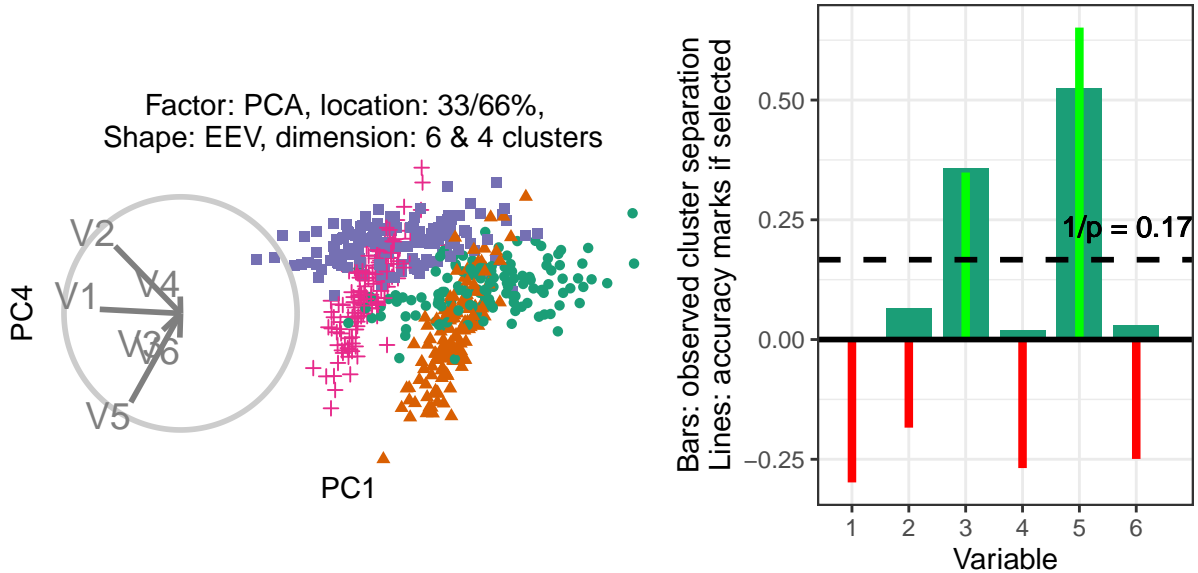 Factor: PCA, location: 33/66%,
Shape: EEV, dimension: 6 & 4 clusters
PC4
V2
V4
V1
V3
V6
V5
PC1
Bars: observed cluster separation
Lines: accuracy marks if selected
0.50
0.25
0.00
−0.25
1/p = 0.17
1 2 3 4 5 6
Variable